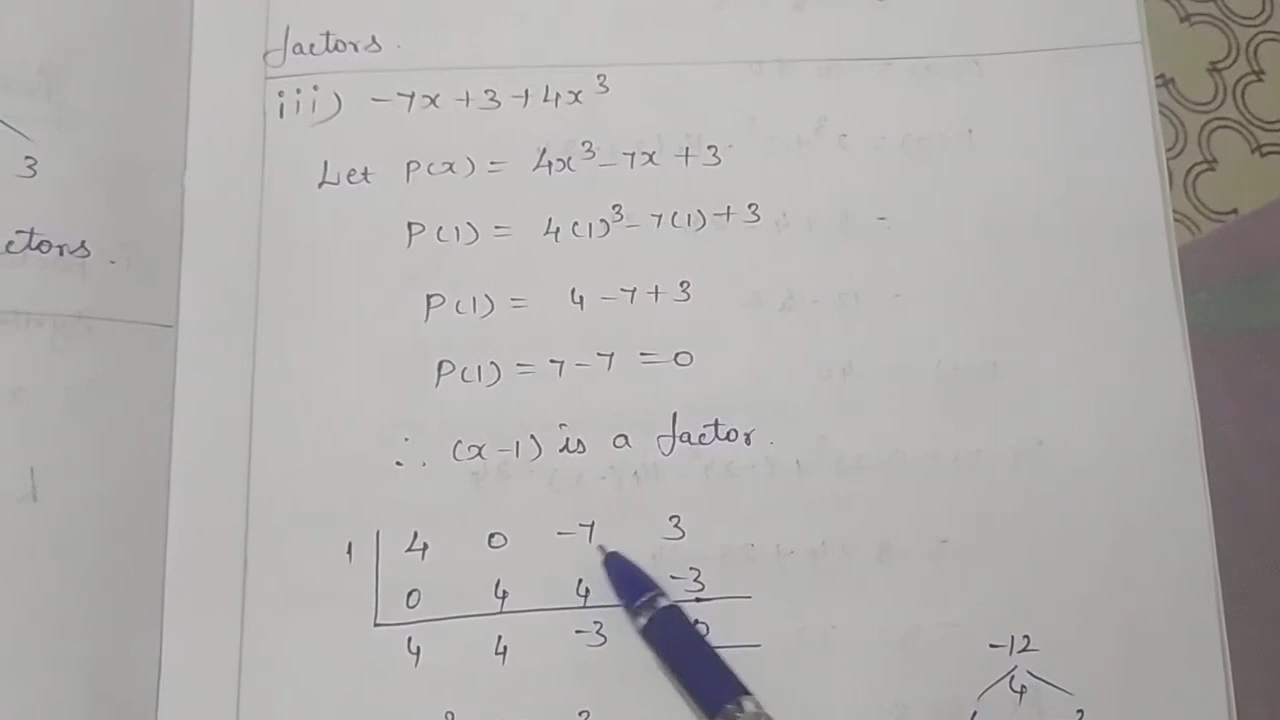 factors.
3
iii) -7x+3+4x³
Let P(x) = 4x³-7x+3
ctors.
P(1) = 4(1)³-7(1)+3
P(1) = 4-7+3
P(1) = 7-7 =0
∴ (x-1) is a factor.
1 | 4 0 -7 3
0 4 4 -3
4 4 -3 0
-12
4